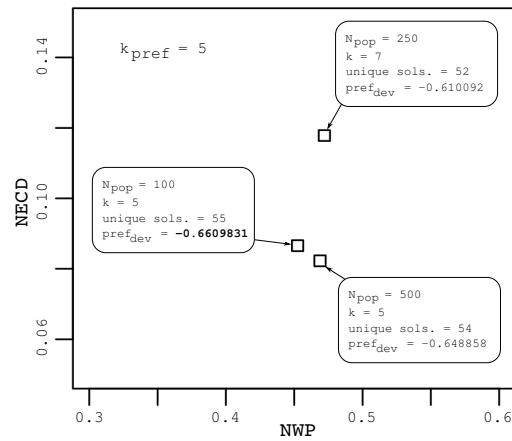 k_pref = 5
N_pop = 250
k = 7
unique sols. = 52
pref_dev = -0.610092
N_pop = 100
k = 5
unique sols. = 55
pref_dev = -0.6609831
N_pop = 500
k = 5
unique sols. = 54
pref_dev = -0.648858
NECD
0.14
0.10
0.06
0.3 0.4 0.5 0.6
NWP